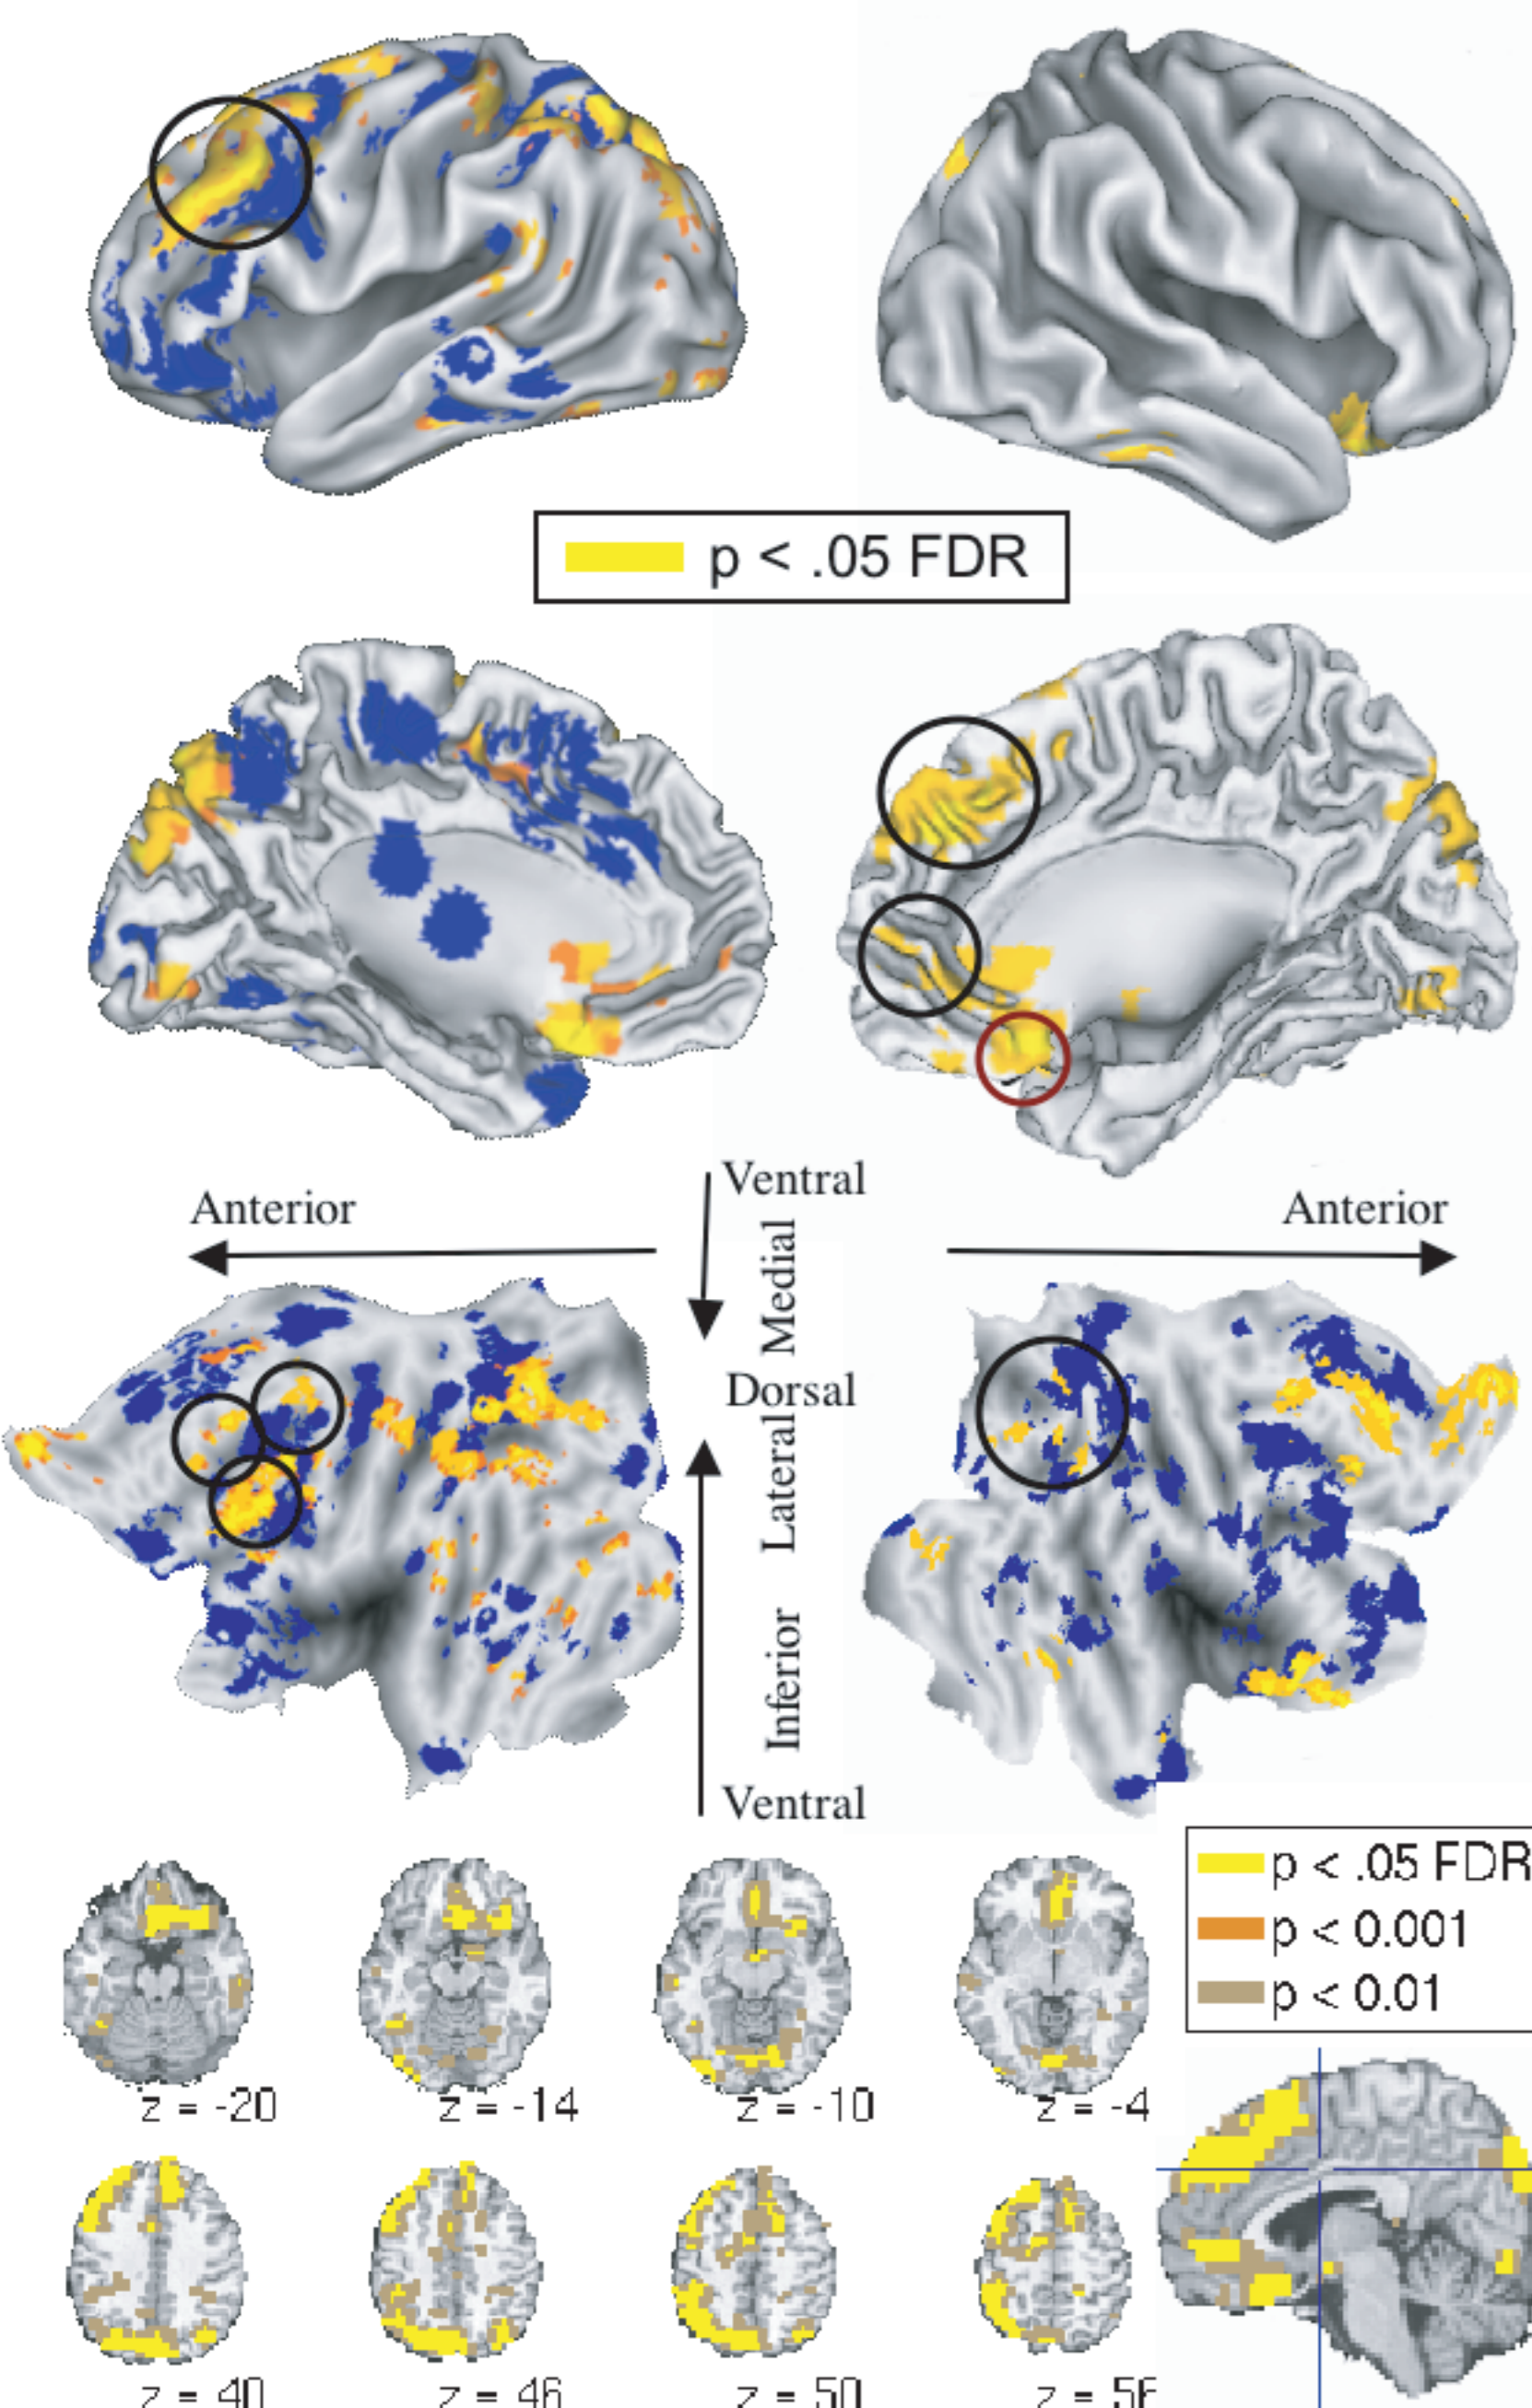 p < .05 FDR
Ventral
Anterior
Anterior
Medial
Dorsal
Lateral
Inferior
Ventral
p < .05 FDR
p < 0.001
p < 0.01
z = -20
z = -14
z = -10
z = -4
z = 40
z = 46
z = 50